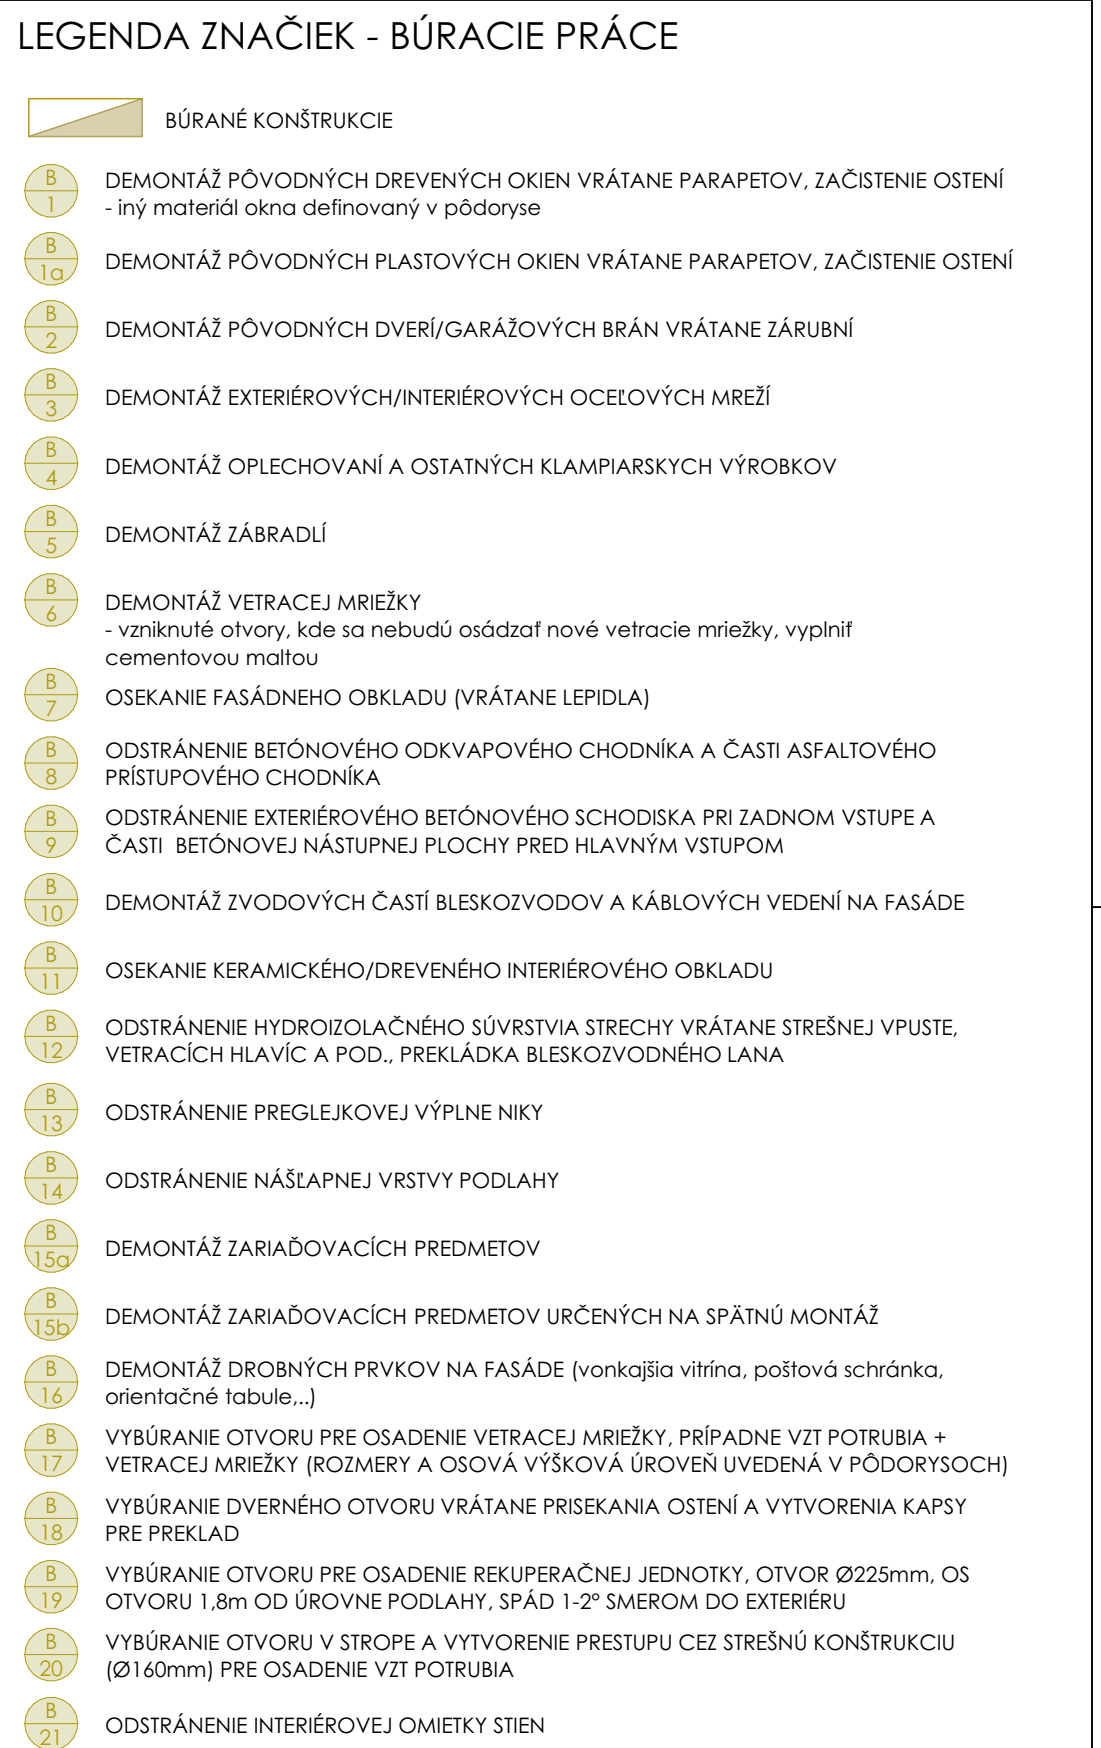 LEGENDA ZNAČIEK - BÚRACIE PRÁCE
BÚRANÉ KONŠTRUKCIE
B
1
DEMONTÁŽ PÔVODNÝCH DREVENÝCH OKIEN VRÁTANE PARAPETOV, ZAČISTENIE OSTENÍ
- iný materiál okna definovaný v pôdoryse
B
1a
DEMONTÁŽ PÔVODNÝCH PLASTOVÝCH OKIEN VRÁTANE PARAPETOV, ZAČISTENIE OSTENÍ
B
2
DEMONTÁŽ PÔVODNÝCH DVERÍ/GARÁŽOVÝCH BRÁN VRÁTANE ZÁRUBNÍ
B
3
DEMONTÁŽ EXTERIÉROVÝCH/INTERIÉROVÝCH OCEĽOVÝCH MREŽÍ
B
4
DEMONTÁŽ OPLECHOVANÍ A OSTATNÝCH KLAMPIARSKYCH VÝROBKOV
B
5
DEMONTÁŽ ZÁBRADLÍ
B
6
DEMONTÁŽ VETRACEJ MRIEŽKY
- vzniknuté otvory, kde sa nebudú osádzať nové vetracie mriežky, vyplniť
cementovou maltou
B
7
OSEKANIE FASÁDNEHO OBKLADU (VRÁTANE LEPIDLA)
B
8
ODSTRÁNENIE BETÓNOVÉHO ODKVAPOVÉHO CHODNÍKA A ČASTI ASFALTOVÉHO
PRÍSTUPOVÉHO CHODNÍKA
B
9
ODSTRÁNENIE EXTERIÉROVÉHO BETÓNOVÉHO SCHODISKA PRI ZADNOM VSTUPE A
ČASTI BETÓNOVEJ NÁSTUPNEJ PLOCHY PRED HLAVNÝM VSTUPOM
B
10
DEMONTÁŽ ZVODOVÝCH ČASTÍ BLESKOZVODOV A KÁBLOVÝCH VEDENÍ NA FASÁDE
B
11
OSEKANIE KERAMICKÉHO/DREVENÉHO INTERIÉROVÉHO OBKLADU
B
12
ODSTRÁNENIE HYDROIZOLAČNÉHO SÚVRSTVIA STRECHY VRÁTANE STREŠNEJ VPUSTE,
VETRACÍCH HLAVÍC A POD., PREKLÁDKA BLESKOZVODNÉHO LANA
B
13
ODSTRÁNENIE PREGLEJKOVEJ VÝPLNE NIKY
B
14
ODSTRÁNENIE NÁŠĽAPNEJ VRSTVY PODLAHY
B
15a
DEMONTÁŽ ZARIAĎOVACÍCH PREDMETOV
B
15b
DEMONTÁŽ ZARIAĎOVACÍCH PREDMETOV URČENÝCH NA SPÄTNÚ MONTÁŽ
B
16
DEMONTÁŽ DROBNÝCH PRVKOV NA FASÁDE (vonkajšia vitrína, poštová schránka,
orientačné tabule,..)
B
17
VYBÚRANIE OTVORU PRE OSADENIE VETRACEJ MRIEŽKY, PRÍPADNE VZT POTRUBIA +
VETRACEJ MRIEŽKY (ROZMERY A OSOVÁ VÝŠKOVÁ ÚROVEŇ UVEDENÁ V PÔDORYSOCH)
B
18
VYBÚRANIE DVERNÉHO OTVORU VRÁTANE PRISEKANIA OSTENÍ A VYTVORENIA KAPSY
PRE PREKLAD
B
19
VYBÚRANIE OTVORU PRE OSADENIE REKUPERAČNEJ JEDNOTKY, OTVOR Ø225mm, OS
OTVORU 1,8m OD ÚROVNE PODLAHY, SPÁD 1-2° SMEROM DO EXTERIÉRU
B
20
VYBÚRANIE OTVORU V STROPE A VYTVORENIE PRESTUPU CEZ STREŠNÚ KONŠTRUKCIU
(Ø160mm) PRE OSADENIE VZT POTRUBIA
B
21
ODSTRÁNENIE INTERIÉROVEJ OMIETKY STIEN